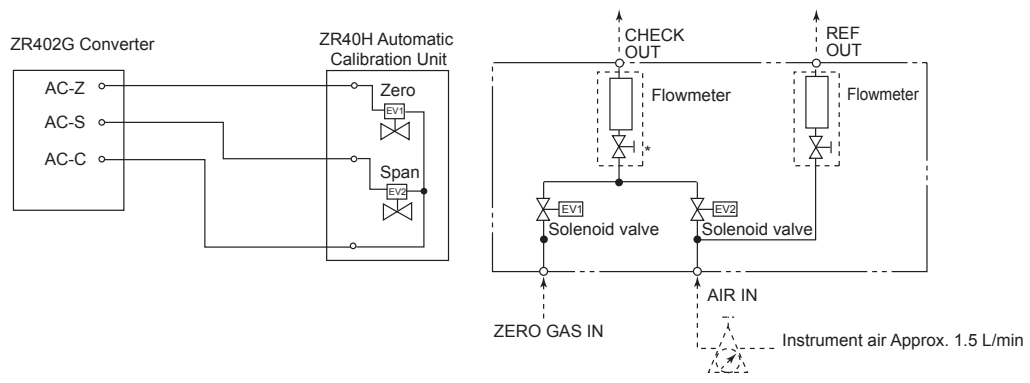 ZR402G Converter
AC-Z
AC-S
AC-C
ZR40H Automatic
Calibration Unit
Zero
EV1
Span
EV2
CHECK
OUT
REF
OUT
Flowmeter
Flowmeter
*
EV1
Solenoid valve
EV2
Solenoid valve
ZERO GAS IN
AIR IN
Instrument air Approx. 1.5 L/min